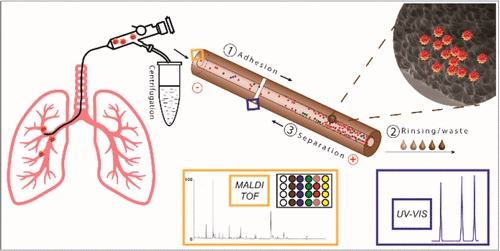 Centrifugation
1 Adhesion
-
3 Separation
+
2 Rinsing/waste
100
0
MALDI
TOF
UV-VIS